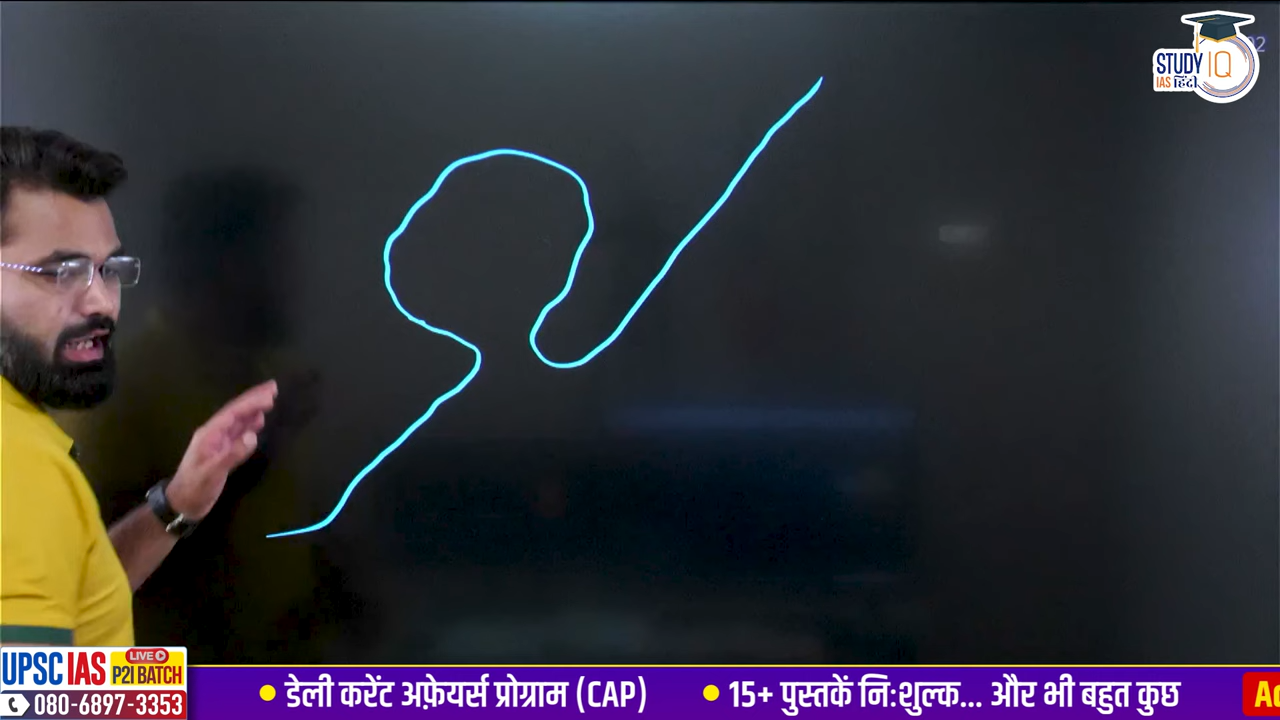 STUDY IQ
IAS हिंदी
UPSC IAS
LIVE
P2I BATCH
080-6897-3353
डेली करेंट अफ़ेयर्स प्रोग्राम (CAP)
15+ पुस्तकें नि:शुल्क... और भी बहुत कुछ